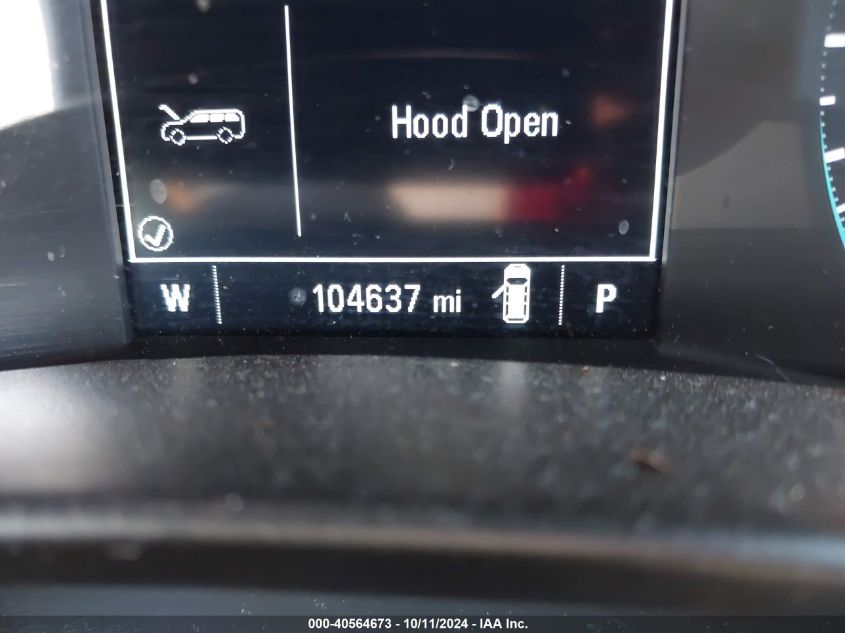 Hood Open
W 104637 mi P
000-40564673 - 10/11/2024 - IAA Inc.